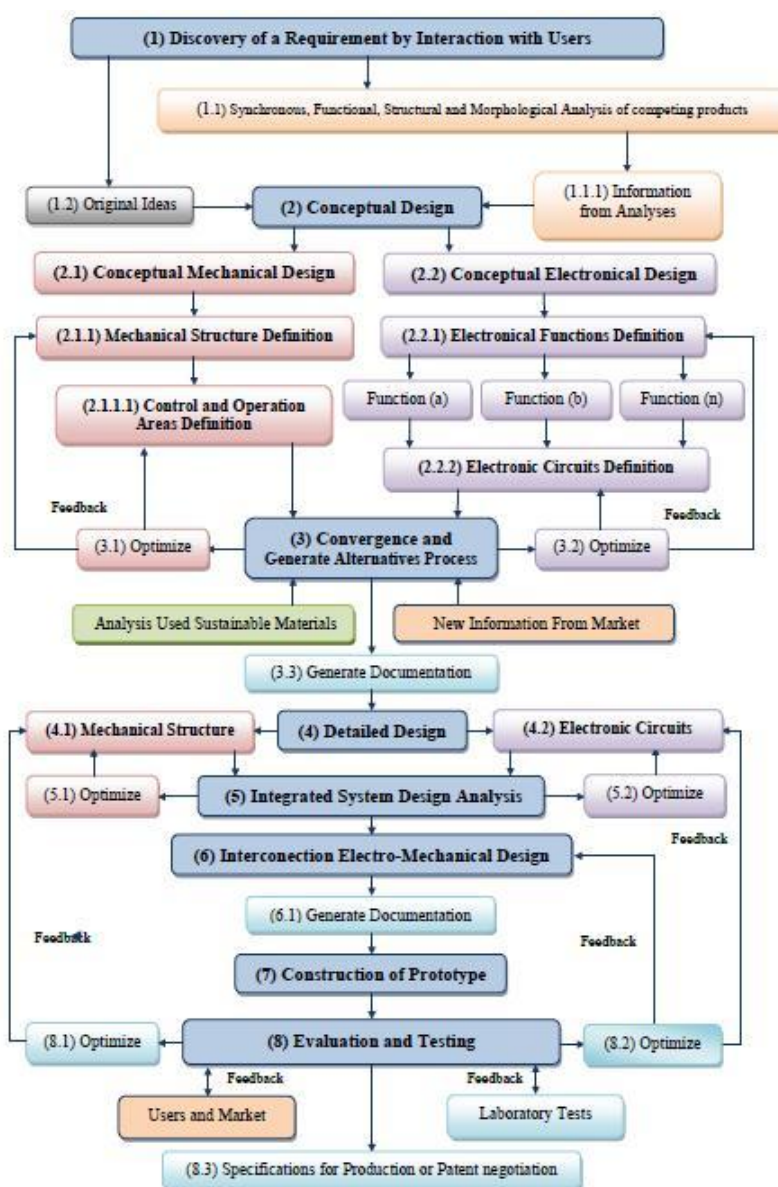 (1) Discovery of a Requirement by Interaction with Users
(1.1) Synchronous, Functional, Structural and Morphological Analysis of competing products
(1.2) Original Ideas
(2) Conceptual Design
(1.1.1) Information
from Analyses
(2.1) Conceptual Mechanical Design
(2.2) Conceptual Electronical Design
(2.1.1) Mechanical Structure Definition
(2.2.1) Electronical Functions Definition
(2.1.1.1) Control and Operation
Areas Definition
Function (a)
Function (b)
Function (n)
(2.2.2) Electronic Circuits Definition
Feedback
Feedback
(3.1) Optimize
(3) Convergence and
Generate Alternatives Process
(3.2) Optimize
Analysis Used Sustainable Materials
New Information From Market
(3.3) Generate Documentation
(4.1) Mechanical Structure
(4) Detailed Design
(4.2) Electronic Circuits
(5.1) Optimize
(5) Integrated System Design Analysis
(5.2) Optimize
Feedback
(6) Interconection Electro-Mechanical Design
(6.1) Generate Documentation
Feedback
Feedback
(7) Construction of Prototype
(8.1) Optimize
(8) Evaluation and Testing
(8.2) Optimize
Feedback
Feedback
Users and Market
Laboratory Tests
(8.3) Specifications for Production or Patent negotiation